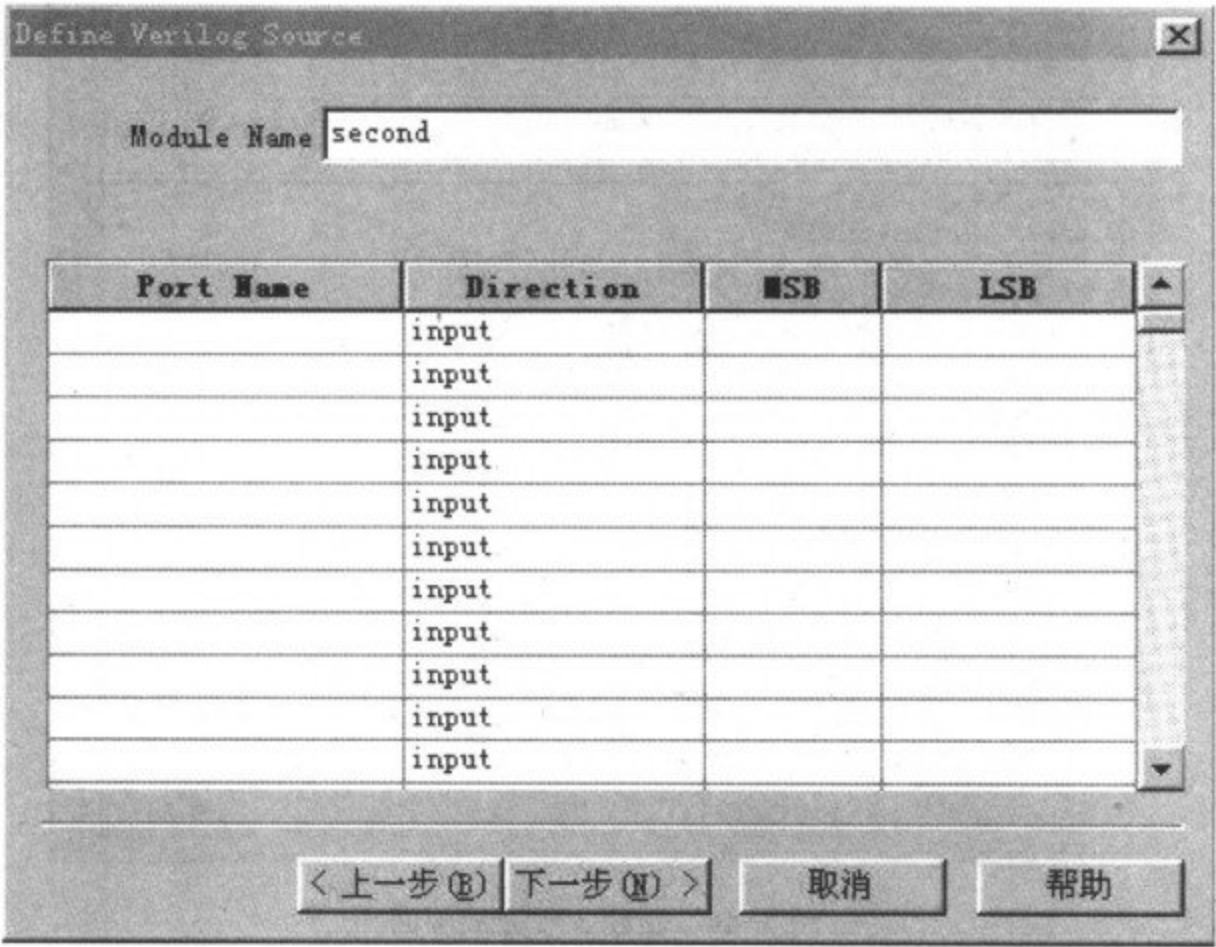 Define Verilog Source
Module Name second
Port Name Direction MSB LSB
input
input
input
input
input
input
input
input
input
input
input
< 上一步(B) 下一步(N) > 取消 帮助